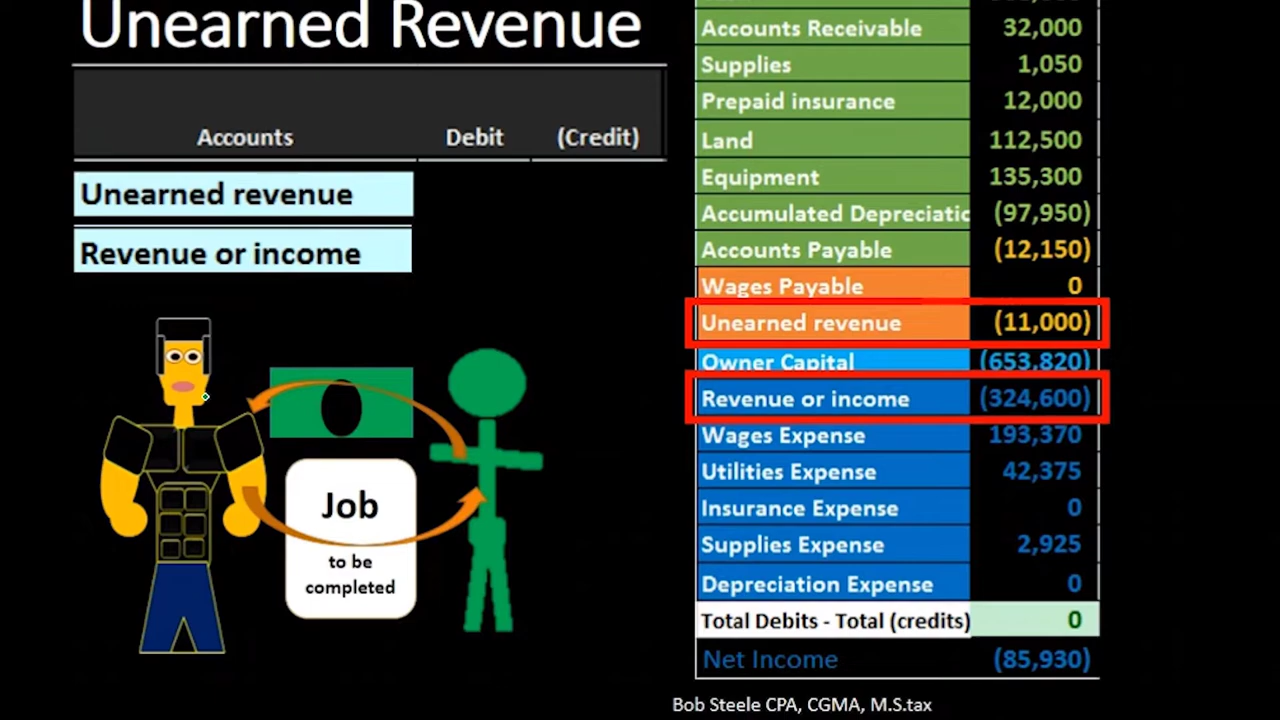 Unearned Revenue
Accounts Debit (Credit)
Unearned revenue
Revenue or income
Job
to be
completed
Accounts Receivable 32,000
Supplies 1,050
Prepaid insurance 12,000
Land 112,500
Equipment 135,300
Accumulated Depreciatic (97,950)
Accounts Payable (12,150)
Wages Payable 0
Unearned revenue (11,000)
Owner Capital (653,820)
Revenue or income (324,600)
Wages Expense 193,370
Utilities Expense 42,375
Insurance Expense 0
Supplies Expense 2,925
Depreciation Expense 0
Total Debits - Total (credits) 0
Net Income (85,930)
Bob Steele CPA, CGMA, M.S.tax